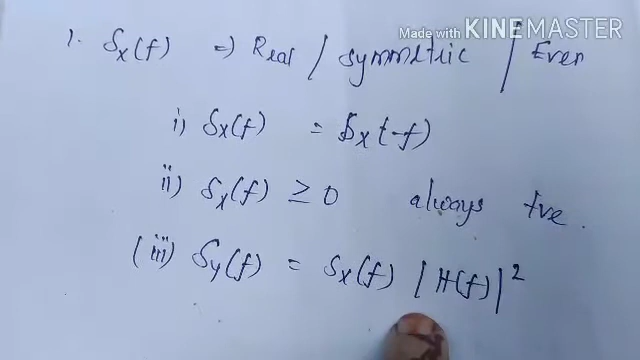 Made with KINEMASTER
1. Sx(f) => Real / symmetric / Even
i) Sx(f) = Sx(-f)
ii) Sx(f) ≥ 0 always +ve.
(iii) Sy(f) = Sx(f) |H(f)|²